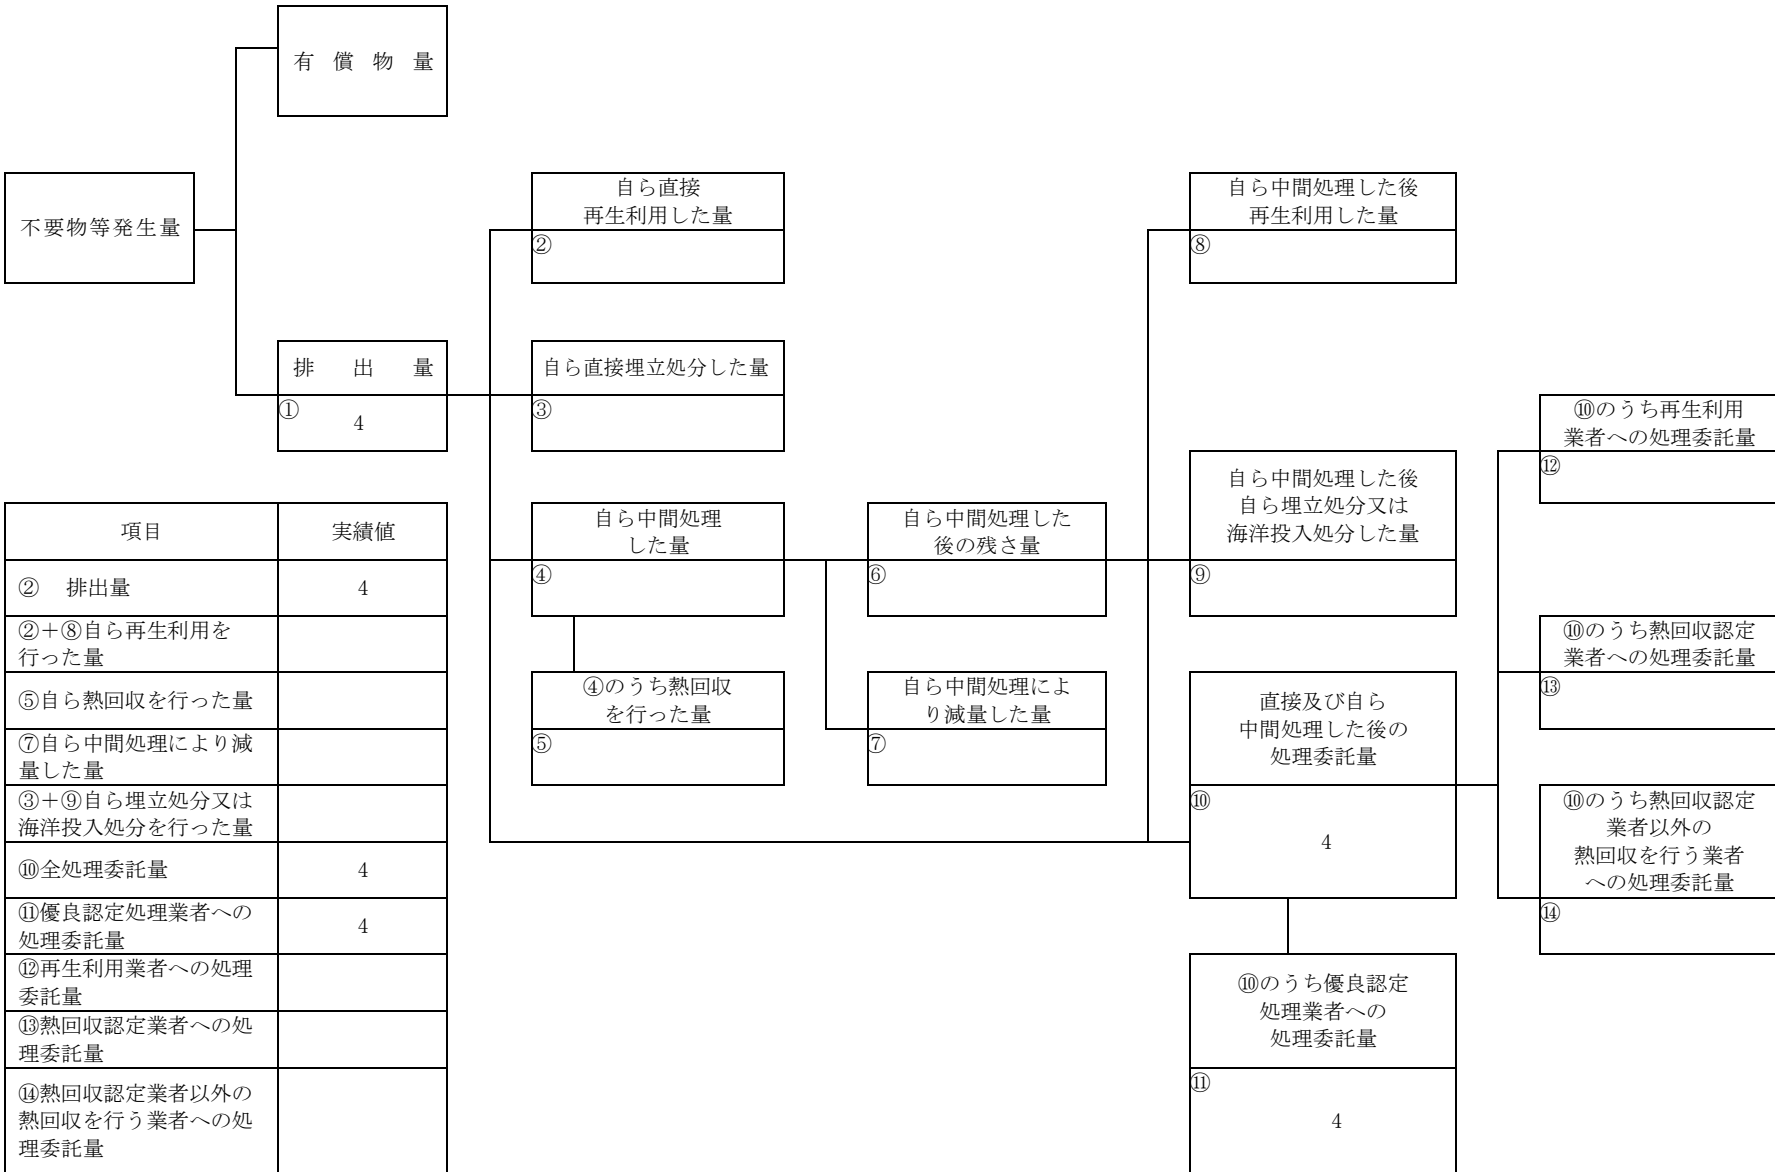 有償物量
不要物等発生量
自ら直接
再生利用した量
②
自ら中間処理した後
再生利用した量
⑧
排出量
①
4
自ら直接埋立処分した量
③
⑩のうち再生利用
業者への処理委託量
⑫
自ら中間処理
した量
④
自ら中間処理した
後の残さ量
⑥
自ら中間処理した後
自ら埋立処分又は
海洋投入処分した量
⑨
④のうち熱回収
を行った量
⑤
自ら中間処理によ
り減量した量
⑦
直接及び自ら
中間処理した後の
処理委託量
⑩
4
⑩のうち熱回収認定
業者への処理委託量
⑬
⑩のうち熱回収認定
業者以外の
熱回収を行う業者
への処理委託量
⑭
⑩のうち優良認定
処理業者への
処理委託量
⑪
4
項目 実績値
② 排出量 4
②+⑧自ら再生利用を
行った量
⑤自ら熱回収を行った量
⑦自ら中間処理により減
量した量
③+⑨自ら埋立処分又は
海洋投入処分を行った量
⑩全処理委託量 4
⑪優良認定処理業者への
処理委託量 4
⑫再生利用業者への処理
委託量
⑬熱回収認定業者への処
理委託量
⑭熱回収認定業者以外の
熱回収を行う業者への処
理委託量